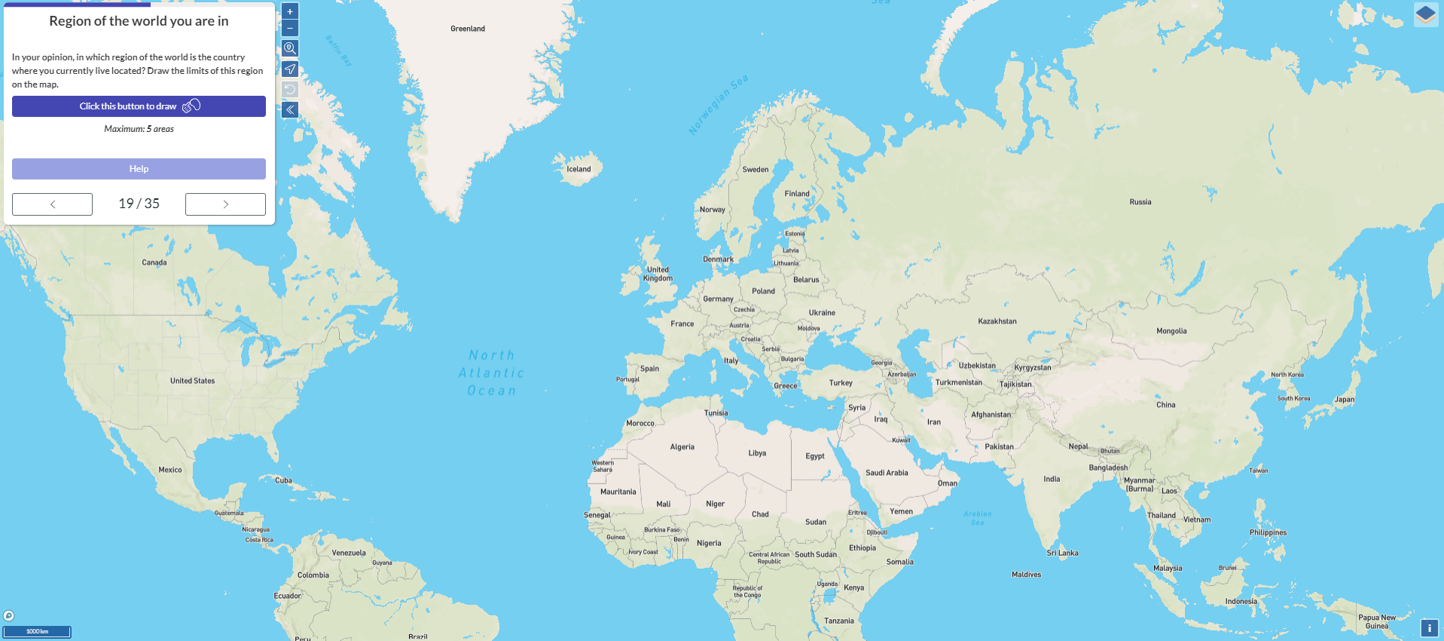 Region of the world you are in
In your opinion, in which region of the world is the country
where you currently live located? Draw the limits of this region
on the map.
Click this button to draw
Maximum: 5 areas
Help
19 / 35
1000 km
i
Greenland
Baffin Bay
Norwegian Sea
Sea
Iceland
Sweden
Finland
Norway
Russia
Estonia
Latvia
Lithuania
Denmark
United
Kingdom
Belarus
Poland
Germany
Czechia
Ukraine
Canada
France
Austria
Moldova
Croatia
Serbia
Kazakhstan
Mongolia
North
Atlantic
Ocean
Italy
Bulgaria
Georgia
Azerbaijan
Uzbekistan
Kyrgyzstan
Spain
Portugal
Greece
Turkey
Turkmenistan
Tajikistan
North Korea
South Korea
Japan
United States
China
Tunisia
Syria
Iraq
Iran
Afghanistan
Morocco
Kuwait
Algeria
Libya
Egypt
Pakistan
Nepal
Bhutan
Mexico
Western
Sahara
Saudi Arabia
Bangladesh
Taiwan
Cuba
Oman
India
Myanmar
(Burma)
Laos
Mauritania
Mali
Niger
Chad
Sudan
Eritrea
Yemen
Arabian
Sea
Thailand
Vietnam
Guatemala
Senegal
Nicaragua
Costa Rica
Burkina Faso
Guinea
Benin
Nigeria
Djibouti
Philippines
Venezuela
Guyana
Ivory Coast
Central African
Republic
South Sudan
Ethiopia
Somalia
Sri Lanka
Colombia
Maldives
Malaysia
Brunei
Ecuador
Republic of
the Congo
Uganda
Kenya
Indonesia
Peru
Brazil
Tanzania
Papua New
Guinea